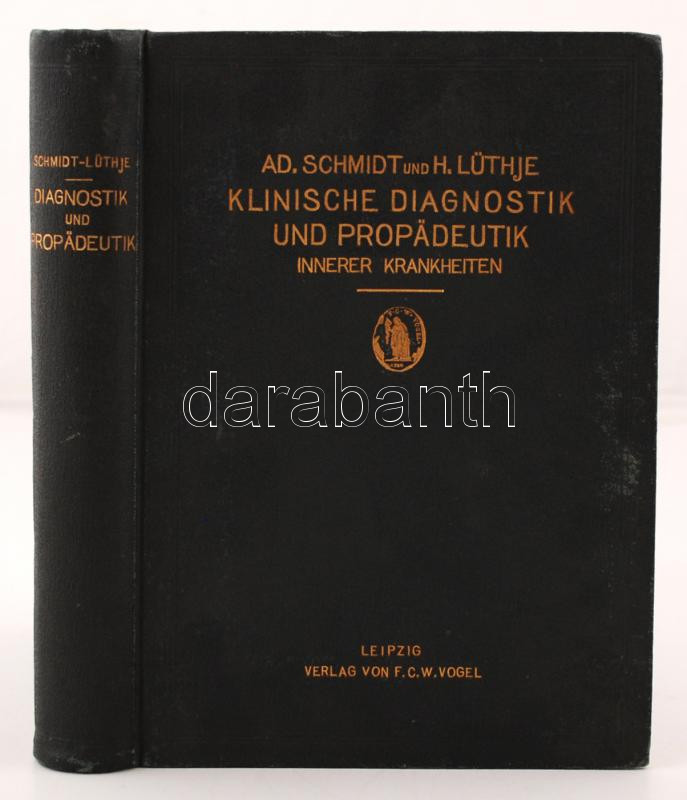 SCHMIDT-LÜTHJE
DIAGNOSTIK
UND
PROPÄDEUTIK
AD. SCHMIDT UND H. LÜTHJE
KLINISCHE DIAGNOSTIK
UND PROPÄDEUTIK
INNERER KRANKHEITEN
F·C·W·VOGEL
darabanth
LEIPZIG
VERLAG VON F.C.W.VOGEL